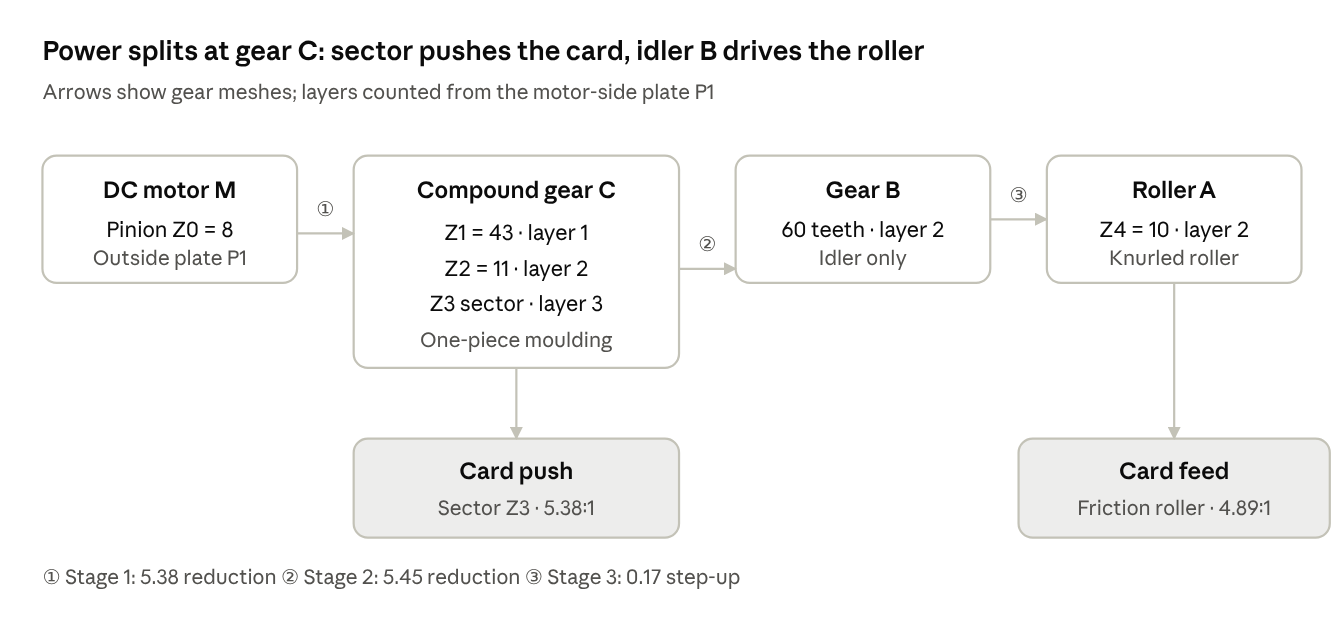 Power splits at gear C: sector pushes the card, idler B drives the roller
Arrows show gear meshes; layers counted from the motor-side plate P1
DC motor M
Pinion Z0 = 8
Outside plate P1
①
Compound gear C
Z1 = 43 · layer 1
Z2 = 11 · layer 2
Z3 sector · layer 3
One-piece moulding
②
Gear B
60 teeth · layer 2
Idler only
③
Roller A
Z4 = 10 · layer 2
Knurled roller
Card push
Sector Z3 · 5.38:1
Card feed
Friction roller · 4.89:1
① Stage 1: 5.38 reduction ② Stage 2: 5.45 reduction ③ Stage 3: 0.17 step-up